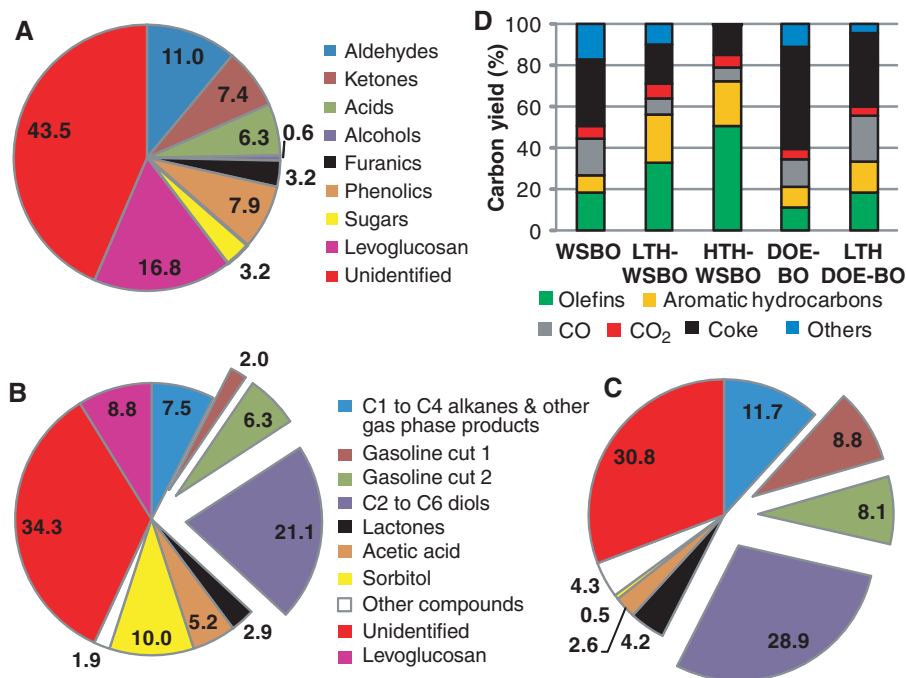 A
11.0
7.4
6.3
0.6
3.2
7.9
3.2
16.8
43.5
Aldehydes
Ketones
Acids
Alcohols
Furanics
Phenolics
Sugars
Levoglucosan
Unidentified
D
Carbon yield (%)
100
80
60
40
20
0
WSBO
LTH-
WSBO
HTH-
WSBO
DOE-
BO
LTH
DOE-BO
Olefins
Aromatic hydrocarbons
CO
CO₂
Coke
Others
B
7.5
2.0
6.3
21.1
2.9
5.2
10.0
1.9
34.3
8.8
C1 to C4 alkanes & other
gas phase products
Gasoline cut 1
Gasoline cut 2
C2 to C6 diols
Lactones
Acetic acid
Sorbitol
Other compounds
Unidentified
Levoglucosan
C
11.7
8.8
8.1
28.9
4.2
2.6
0.5
4.3
30.8